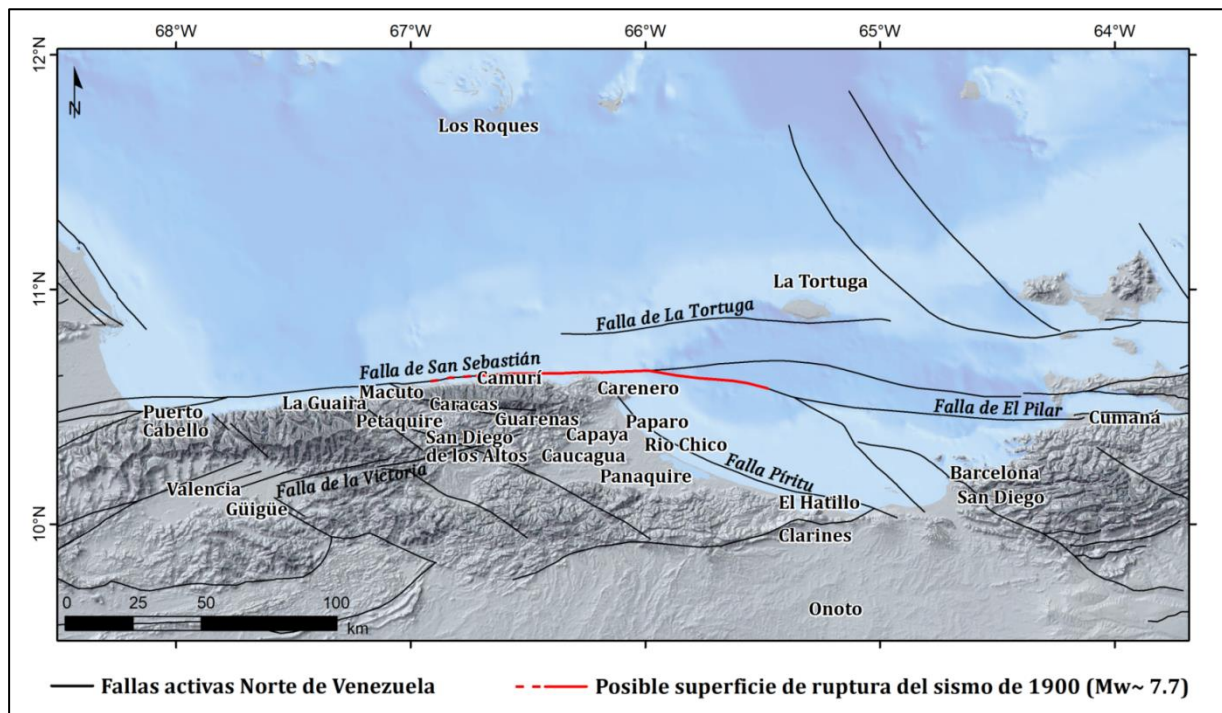 68°W
67°W
66°W
65°W
64°W
12°N
N
Los Roques
11°N
La Tortuga
Falla de La Tortuga
Falla de San Sebastián
Camurí
Macuto
Carenero
La Guaira
Caracas
Falla de El Pilar
Puerto
Cabello
Petaquire
Guarenas
Paparo
Cumaná
San Diego
de los Altos
Capaya
Rio Chico
Caucagua
Falla Píritu
Barcelona
Falla de la Victoria
Panaquire
Valencia
San Diego
El Hatillo
Güigüe
10°N
Clarines
Onoto
0 25 50 100
km
Fallas activas Norte de Venezuela
Posible superficie de ruptura del sismo de 1900 (Mw~ 7.7)